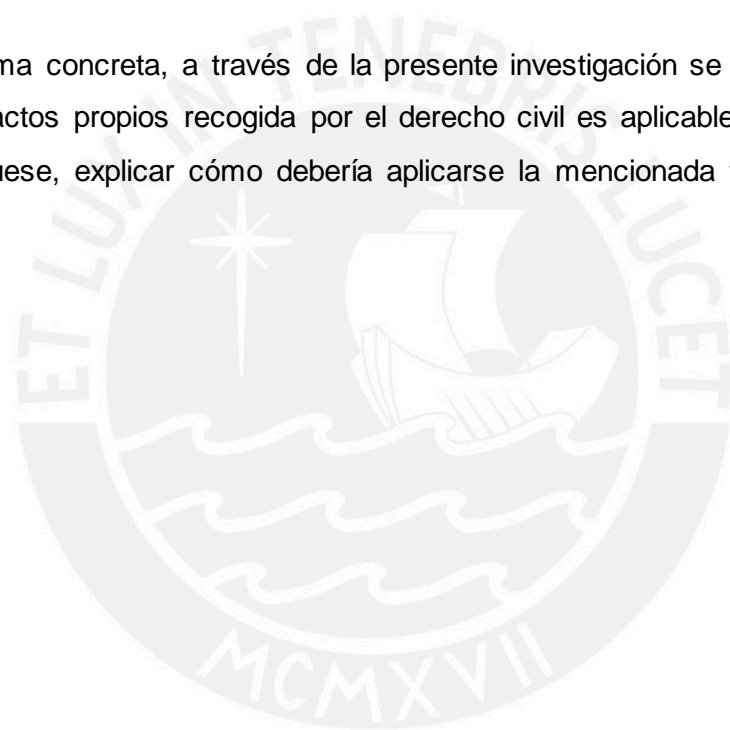 ma concreta, a través de la presente investigación se
actos propios recogida por el derecho civil es aplicable
uese, explicar cómo debería aplicarse la mencionada
ET LUX IN TENEBRIS LUCET
MCMXVII